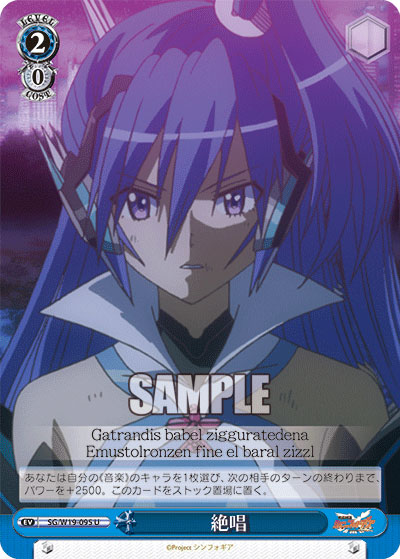 LEVEL
2
0
COST
SAMPLE
Gatrandis babel zigguratedena
Emustolronzen fine el baral zizzl
あなたは自分の《音楽》のキャラを1枚選び、次の相手のターンの終わりまで、
パワーを+2500。このカードをストック置場に置く。
EV
SG/W19-095 U
絶唱
©Project シンフォギア